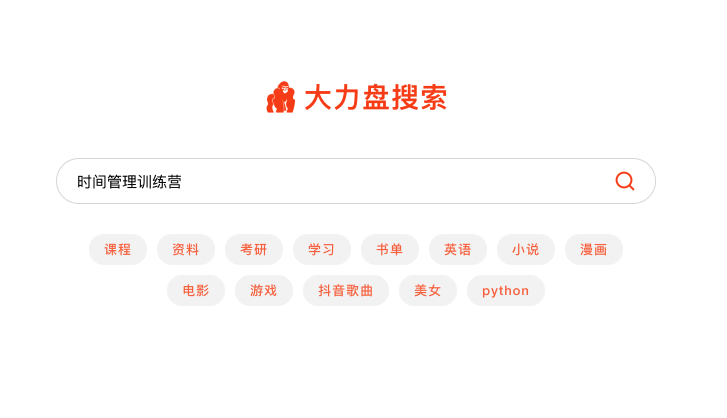 大力盘搜索
时间管理训练营
课程 资料 考研 学习 书单 英语 小说 漫画
电影 游戏 抖音歌曲 美女 python